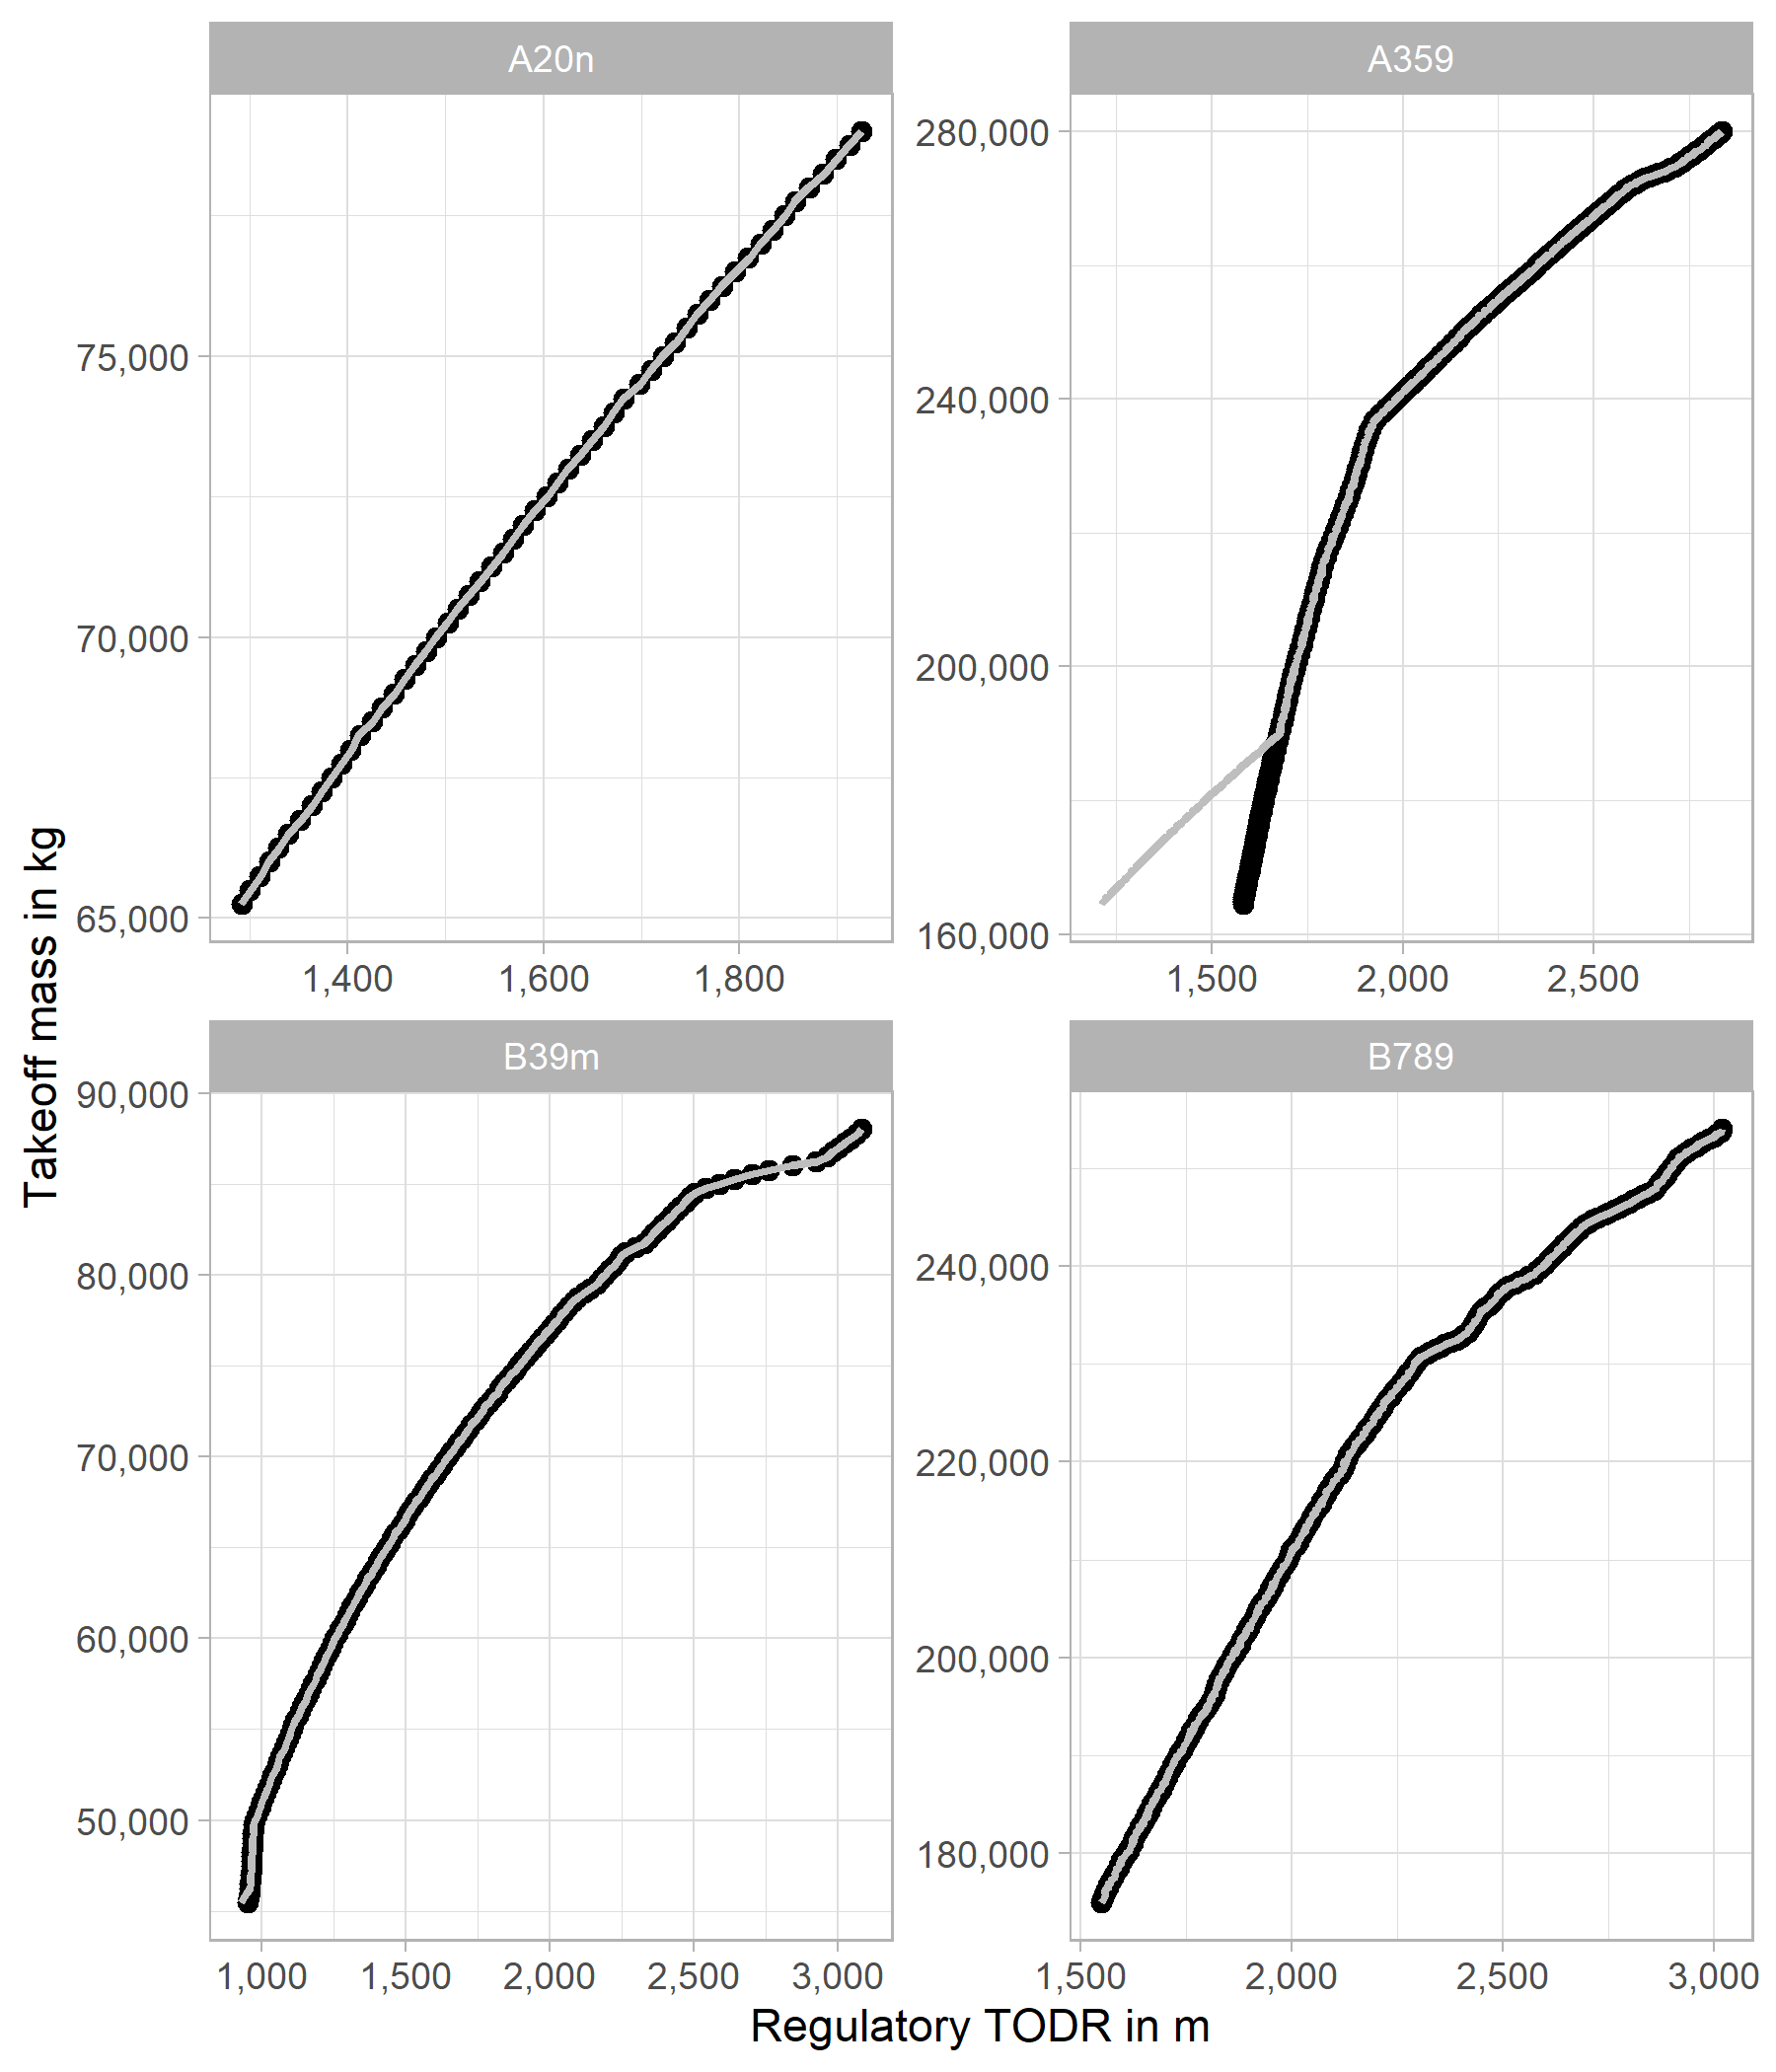 A20n
A359
75,000
70,000
65,000
280,000
240,000
200,000
160,000
1,400 1,600 1,800
1,500 2,000 2,500
B39m
B789
90,000
80,000
70,000
60,000
50,000
240,000
220,000
200,000
180,000
1,000 1,500 2,000 2,500 3,000
1,500 2,000 2,500 3,000
Takeoff mass in kg
Regulatory TODR in m